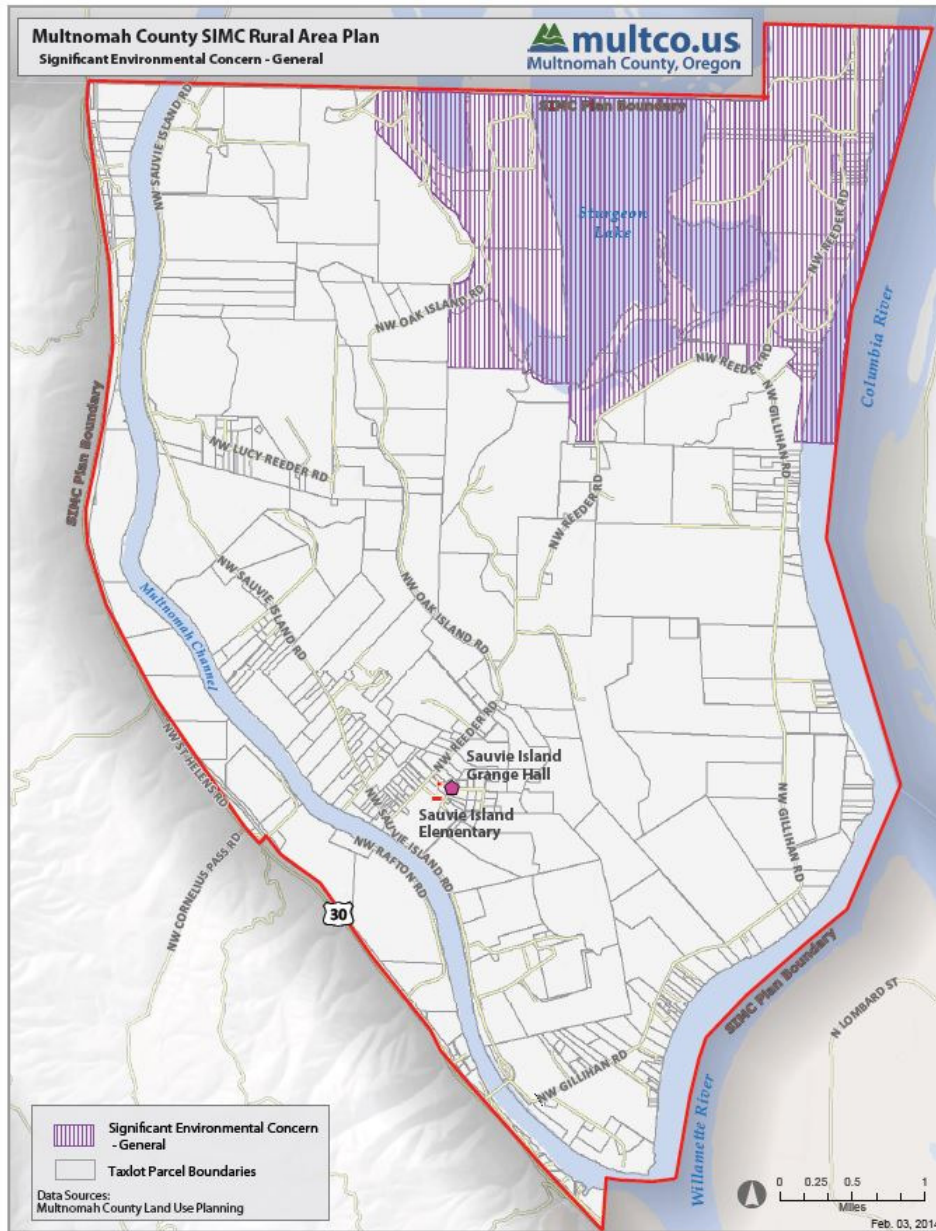 Multnomah County SIMC Rural Area Plan
Significant Environmental Concern - General
multco.us
Multnomah County, Oregon
SIMC Plan Boundary
NW SAUVIE ISLAND RD
Sturgeon
Lake
NW REEDER RD
NW OAK ISLAND RD
Columbia River
NW REEDER RD
NW GILLIHAN RD
SIMC Plan Boundary
NW LUCY REEDER RD
NW REEDER RD
NW SAUVIE ISLAND RD
NW OAK ISLAND RD
Multnomah Channel
NW REEDER RD
Sauvie Island
Grange Hall
NW ST HELENS RD
Sauvie Island
Elementary
NW SAUVIE ISLAND RD
NW RAFTON RD
NW GILLIHAN RD
NW CORNELIUS PASS RD
30
SIMC Plan Boundary
N LOMBARD ST
NW GILLIHAN RD
Willamette River
Significant Environmental Concern
- General
Taxlot Parcel Boundaries
Data Sources:
Multnomah County Land Use Planning
0 0.25 0.5 1
Miles
Feb. 03, 2014